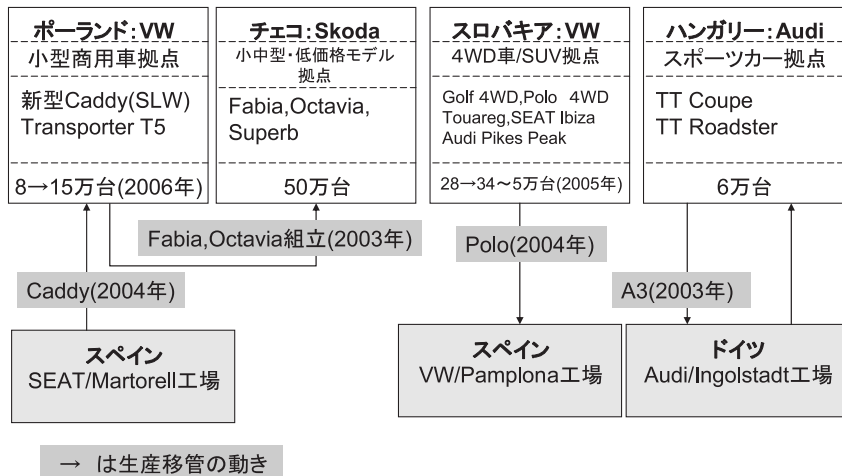 ポーランド：VW
小型商用車拠点
新型Caddy(SLW)
Transporter T5
8→15万台(2006年)
チェコ：Skoda
小中型・低価格モデル
拠点
Fabia,Octavia,
Superb
50万台
スロバキア：VW
4WD車/SUV拠点
Golf 4WD,Polo 4WD
Touareg,SEAT Ibiza
Audi Pikes Peak
28→34～5万台(2005年)
ハンガリー：Audi
スポーツカー拠点
TT Coupe
TT Roadster
6万台
Fabia,Octavia組立(2003年)
Polo(2004年)
Caddy(2004年)
A3(2003年)
スペイン
SEAT/Martorell工場
スペイン
VW/Pamplona工場
ドイツ
Audi/Ingolstadt工場
→ は生産移管の動き